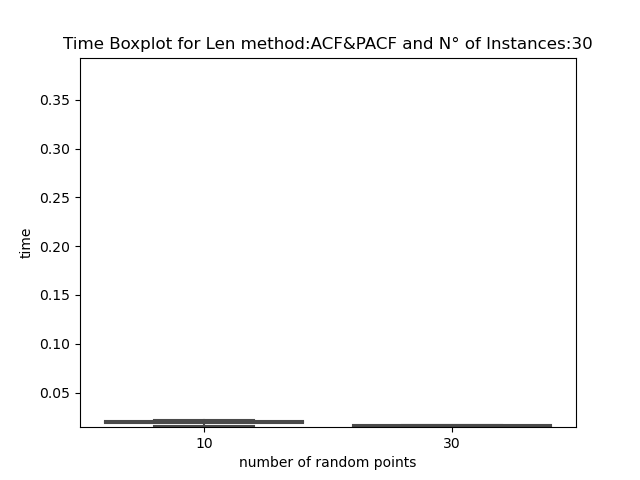 Time Boxplot for Len method:ACF&PACF and N° of Instances:30
0.35
0.30
0.25
0.20
0.15
0.10
0.05
time
10 30
number of random points